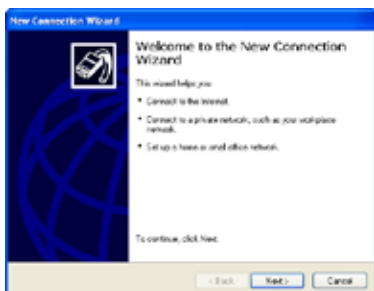 New Connection Wizard
Welcome to the New Connection
Wizard
This wizard helps you:
• Connect to the Internet.
• Connect to a private network, such as your workplace
network.
• Set up a home or small office network.
To continue, click Next.
< Back
Next >
Cancel